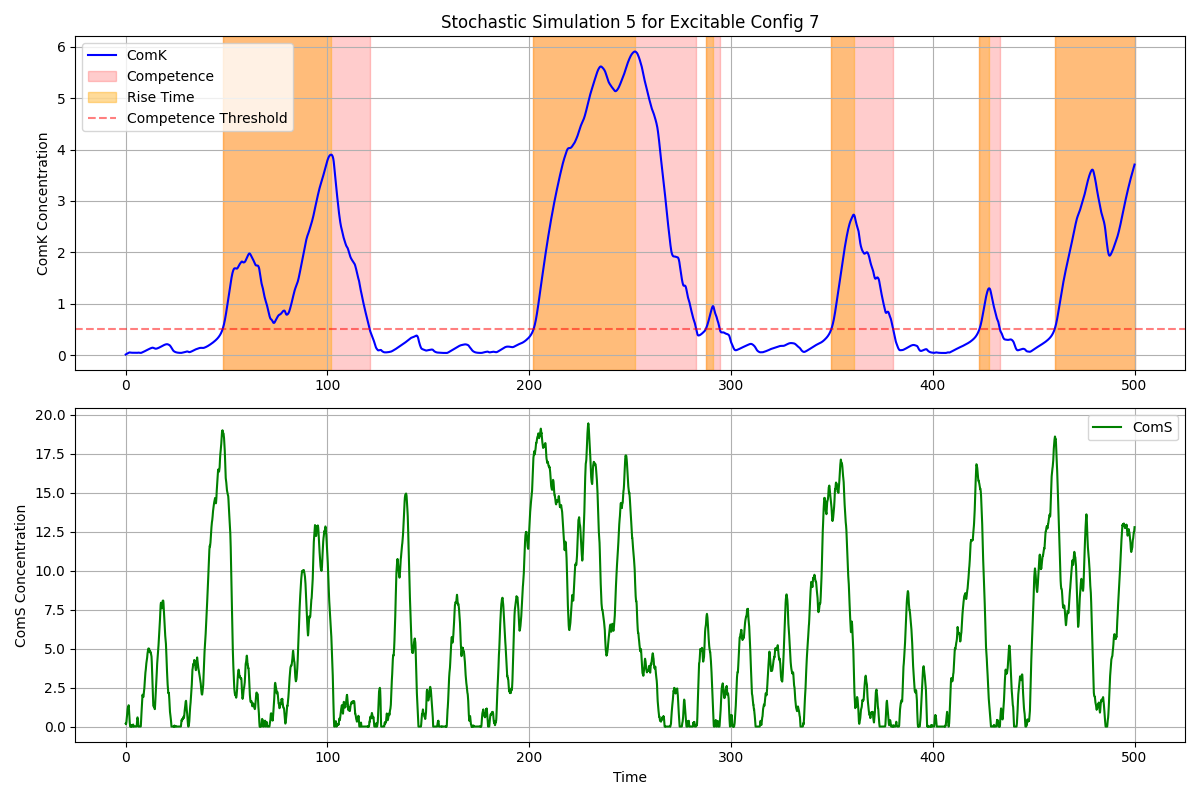 Stochastic Simulation 5 for Excitable Config 7
ComK
Competence
Rise Time
Competence Threshold
ComK Concentration
6
5
4
3
2
1
0
0 100 200 300 400 500
ComS
ComS Concentration
20.0
17.5
15.0
12.5
10.0
7.5
5.0
2.5
0.0
0 100 200 300 400 500
Time